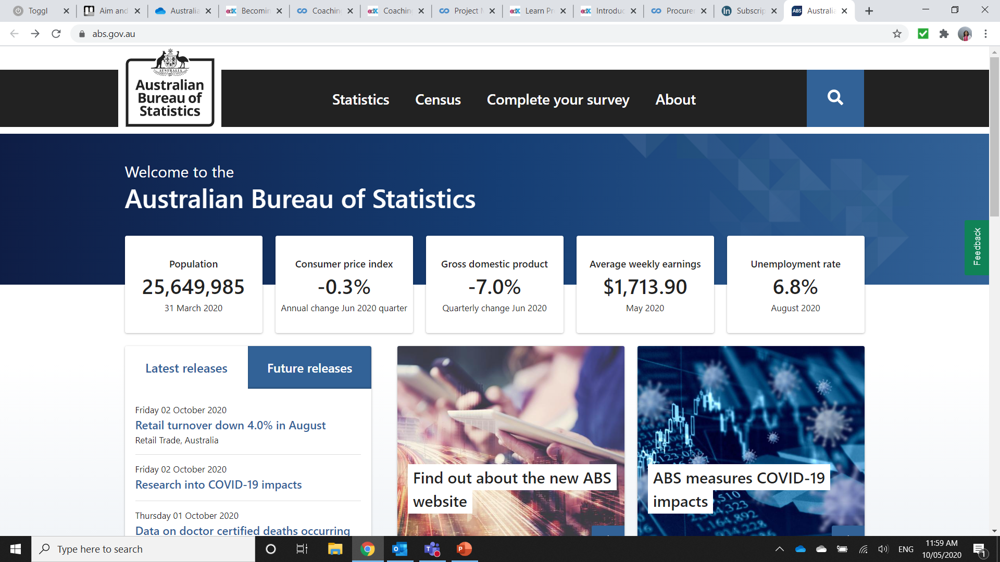 Toggl
Aim and
Australia
Becomin
Coaching
Coaching
Project M
Learn Pr
Introduc
Procurem
Subscrip
ABS
Australia
abs.gov.au
AUSTRALIA
Australian
Bureau of
Statistics
Statistics
Census
Complete your survey
About
Welcome to the
Australian Bureau of Statistics
Feedback
Population
25,649,985
31 March 2020
Consumer price index
-0.3%
Annual change Jun 2020 quarter
Gross domestic product
-7.0%
Quarterly change Jun 2020
Average weekly earnings
$1,713.90
May 2020
Unemployment rate
6.8%
August 2020
Latest releases
Future releases
Friday 02 October 2020
Retail turnover down 4.0% in August
Retail Trade, Australia
Friday 02 October 2020
Research into COVID-19 impacts
Thursday 01 October 2020
Data on doctor certified deaths occurring
Find out about the new ABS
website
ABS measures COVID-19
impacts
Type here to search
ENG
11:59 AM
10/05/2020
1